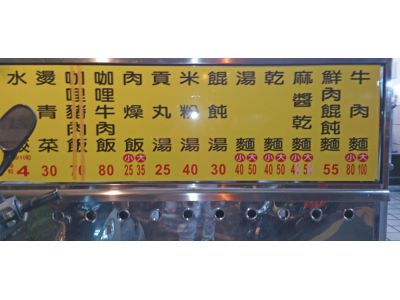 牛肉麵 小大 80 100
鮮肉餛飩麵 55
麻醬乾麵 小大
乾麵 小大 40 50
湯麵 小大 40 50
餛飩湯 30
米粉湯 40
貢丸湯 25
肉燥飯 小大 25 35
咖哩牛肉飯 80
咖哩豬肉飯 70
燙青菜 30
水 4